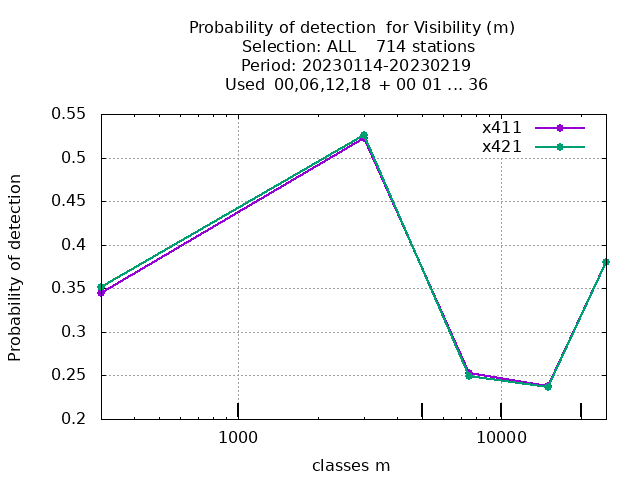 Probability of detection  for Visibility (m)
Selection: ALL    714 stations
Period: 20230114-20230219
Used  00,06,12,18 + 00 01 ... 36
x411
x421
0.55
0.5
0.45
0.4
0.35
0.3
0.25
0.2
Probability of detection
1000
10000
classes m